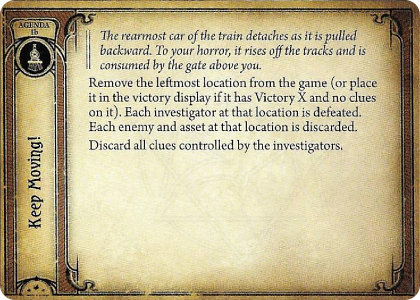 AGENDA
1b
Keep Moving!
The rearmost car of the train detaches as it is pulled
backward. To your horror, it rises off the tracks and is
consumed by the gate above you.
Remove the leftmost location from the game (or place
it in the victory display if it has Victory X and no clues
on it). Each investigator at that location is defeated.
Each enemy and asset at that location is discarded.
Discard all clues controlled by the investigators.